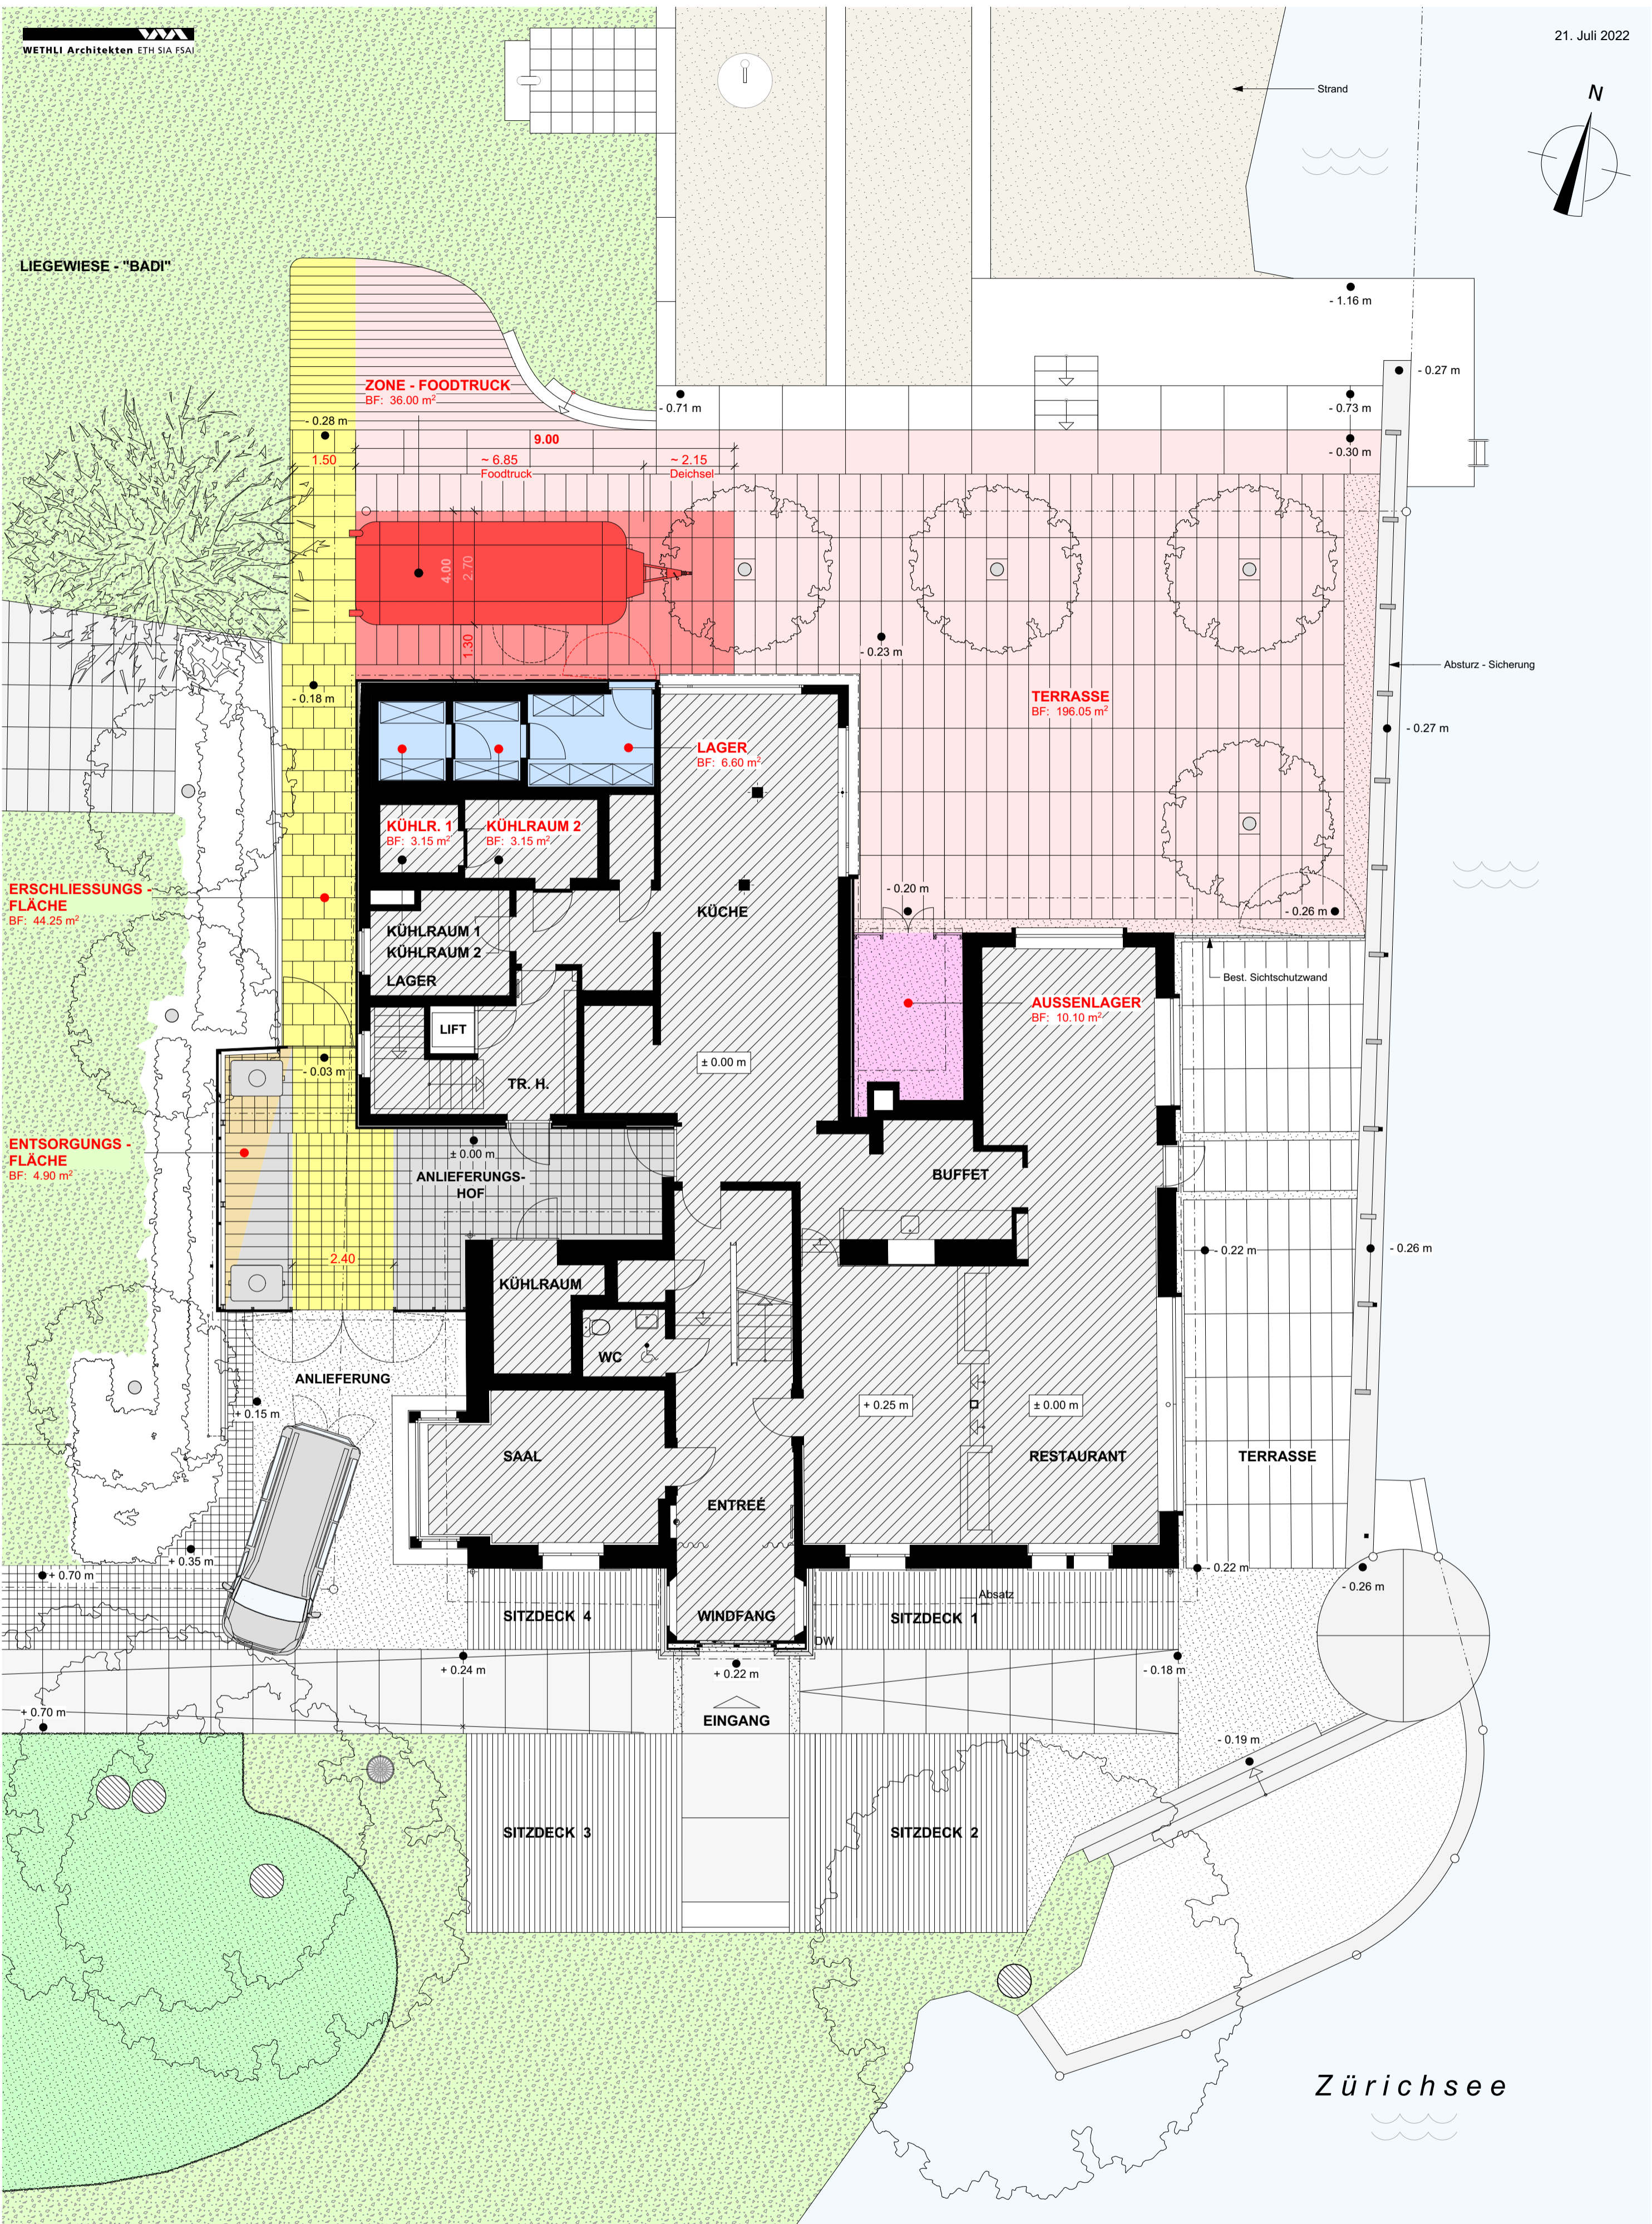 WETHLI Architekten ETH SIA FSAI
21. Juli 2022
Strand
N
LIEGEWIESE - "BADI"
- 1.16 m
- 0.27 m
ZONE - FOODTRUCK
BF: 36.00 m²
- 0.71 m
- 0.73 m
- 0.28 m
9.00
- 0.30 m
1.50
~ 6.85
Foodtruck
~ 2.15
Deichsel
4.00
2.70
1.30
- 0.23 m
Absturz - Sicherung
- 0.18 m
TERRASSE
BF: 196.05 m²
- 0.27 m
LAGER
BF: 6.60 m²
KÜHLR. 1
BF: 3.15 m²
KÜHLRAUM 2
BF: 3.15 m²
ERSCHLIESSUNGS -
FLÄCHE
BF: 44.25 m²
- 0.20 m
KÜCHE
- 0.26 m
KÜHLRAUM 1
KÜHLRAUM 2
LAGER
Best. Sichtschutzwand
AUSSENLAGER
BF: 10.10 m²
LIFT
± 0.00 m
- 0.03 m
TR. H.
ENTSORGUNGS -
FLÄCHE
BF: 4.90 m²
± 0.00 m
ANLIEFERUNGS-
HOF
BUFFET
2.40
- 0.22 m
- 0.26 m
KÜHLRAUM
WC
ANLIEFERUNG
+ 0.15 m
+ 0.25 m
± 0.00 m
SAAL
RESTAURANT
TERRASSE
ENTREÉ
+ 0.35 m
+ 0.70 m
- 0.22 m
- 0.26 m
Absatz
SITZDECK 4
WINDFANG
SITZDECK 1
DW
+ 0.24 m
+ 0.22 m
- 0.18 m
+ 0.70 m
EINGANG
- 0.19 m
SITZDECK 3
SITZDECK 2
Zürichsee